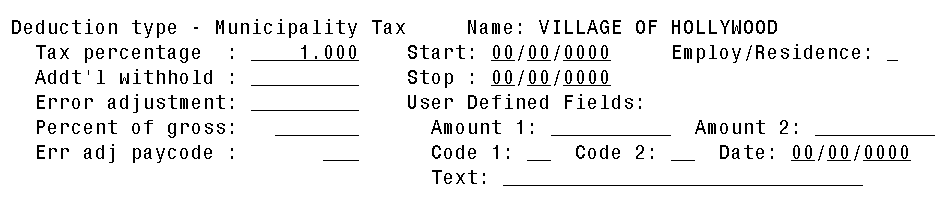 Deduction type - Municipality Tax     Name: VILLAGE OF HOLLYWOOD
Tax percentage  :     1.000    Start: 00/00/0000     Employ/Residence: _
Addt'l withhold : _________    Stop : 00/00/0000
Error adjustment: _________    User Defined Fields:
Percent of gross:   _______      Amount 1: __________  Amount 2: __________
Err adj paycode :       ___      Code 1: __  Code 2: __  Date: 00/00/0000
Text: ______________________________